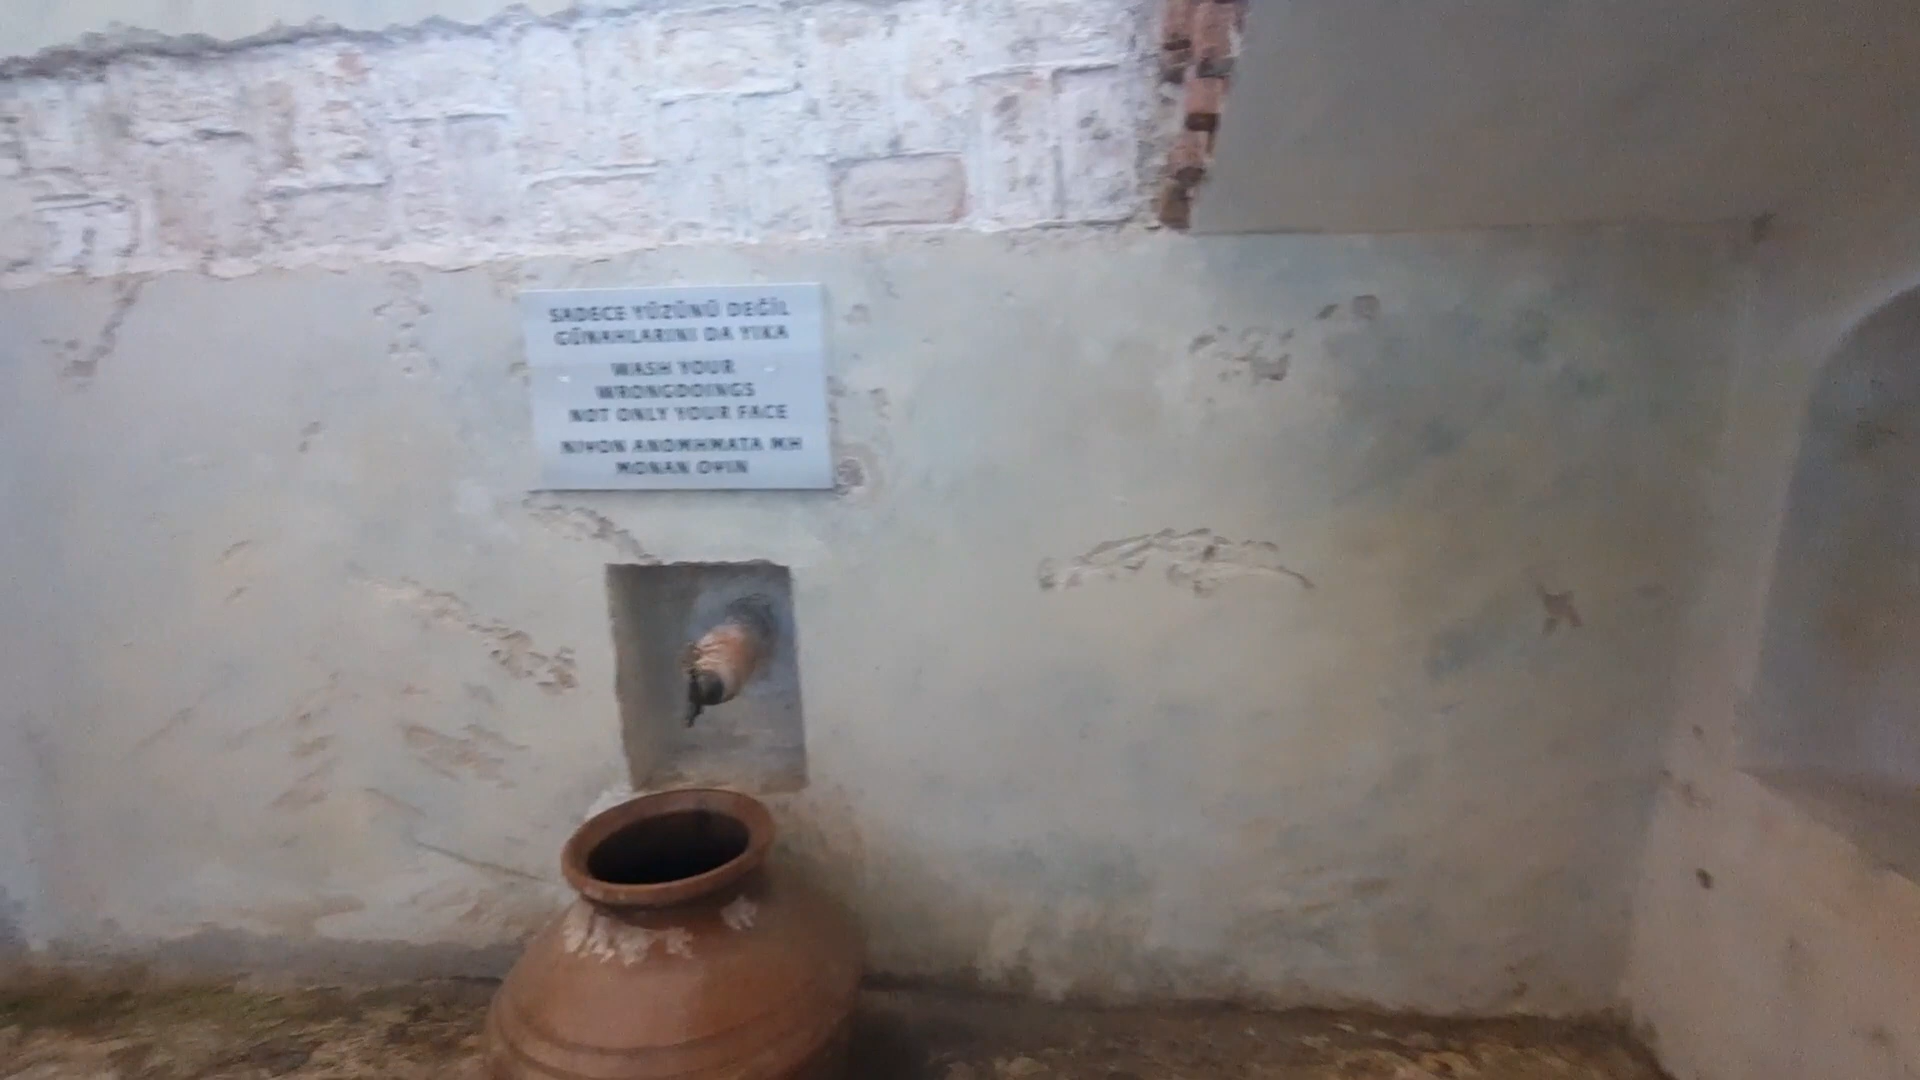 SADECE YÜZÜNÜ DEĞİL
GÜNAHLARINI DA YIKA
WASH YOUR
WRONGDOINGS
NOT ONLY YOUR FACE
ΝΙΨΟΝ ΑΝΟΜΗΜΑΤΑ ΜΗ
ΜΟΝΑΝ ΟΨΙΝ